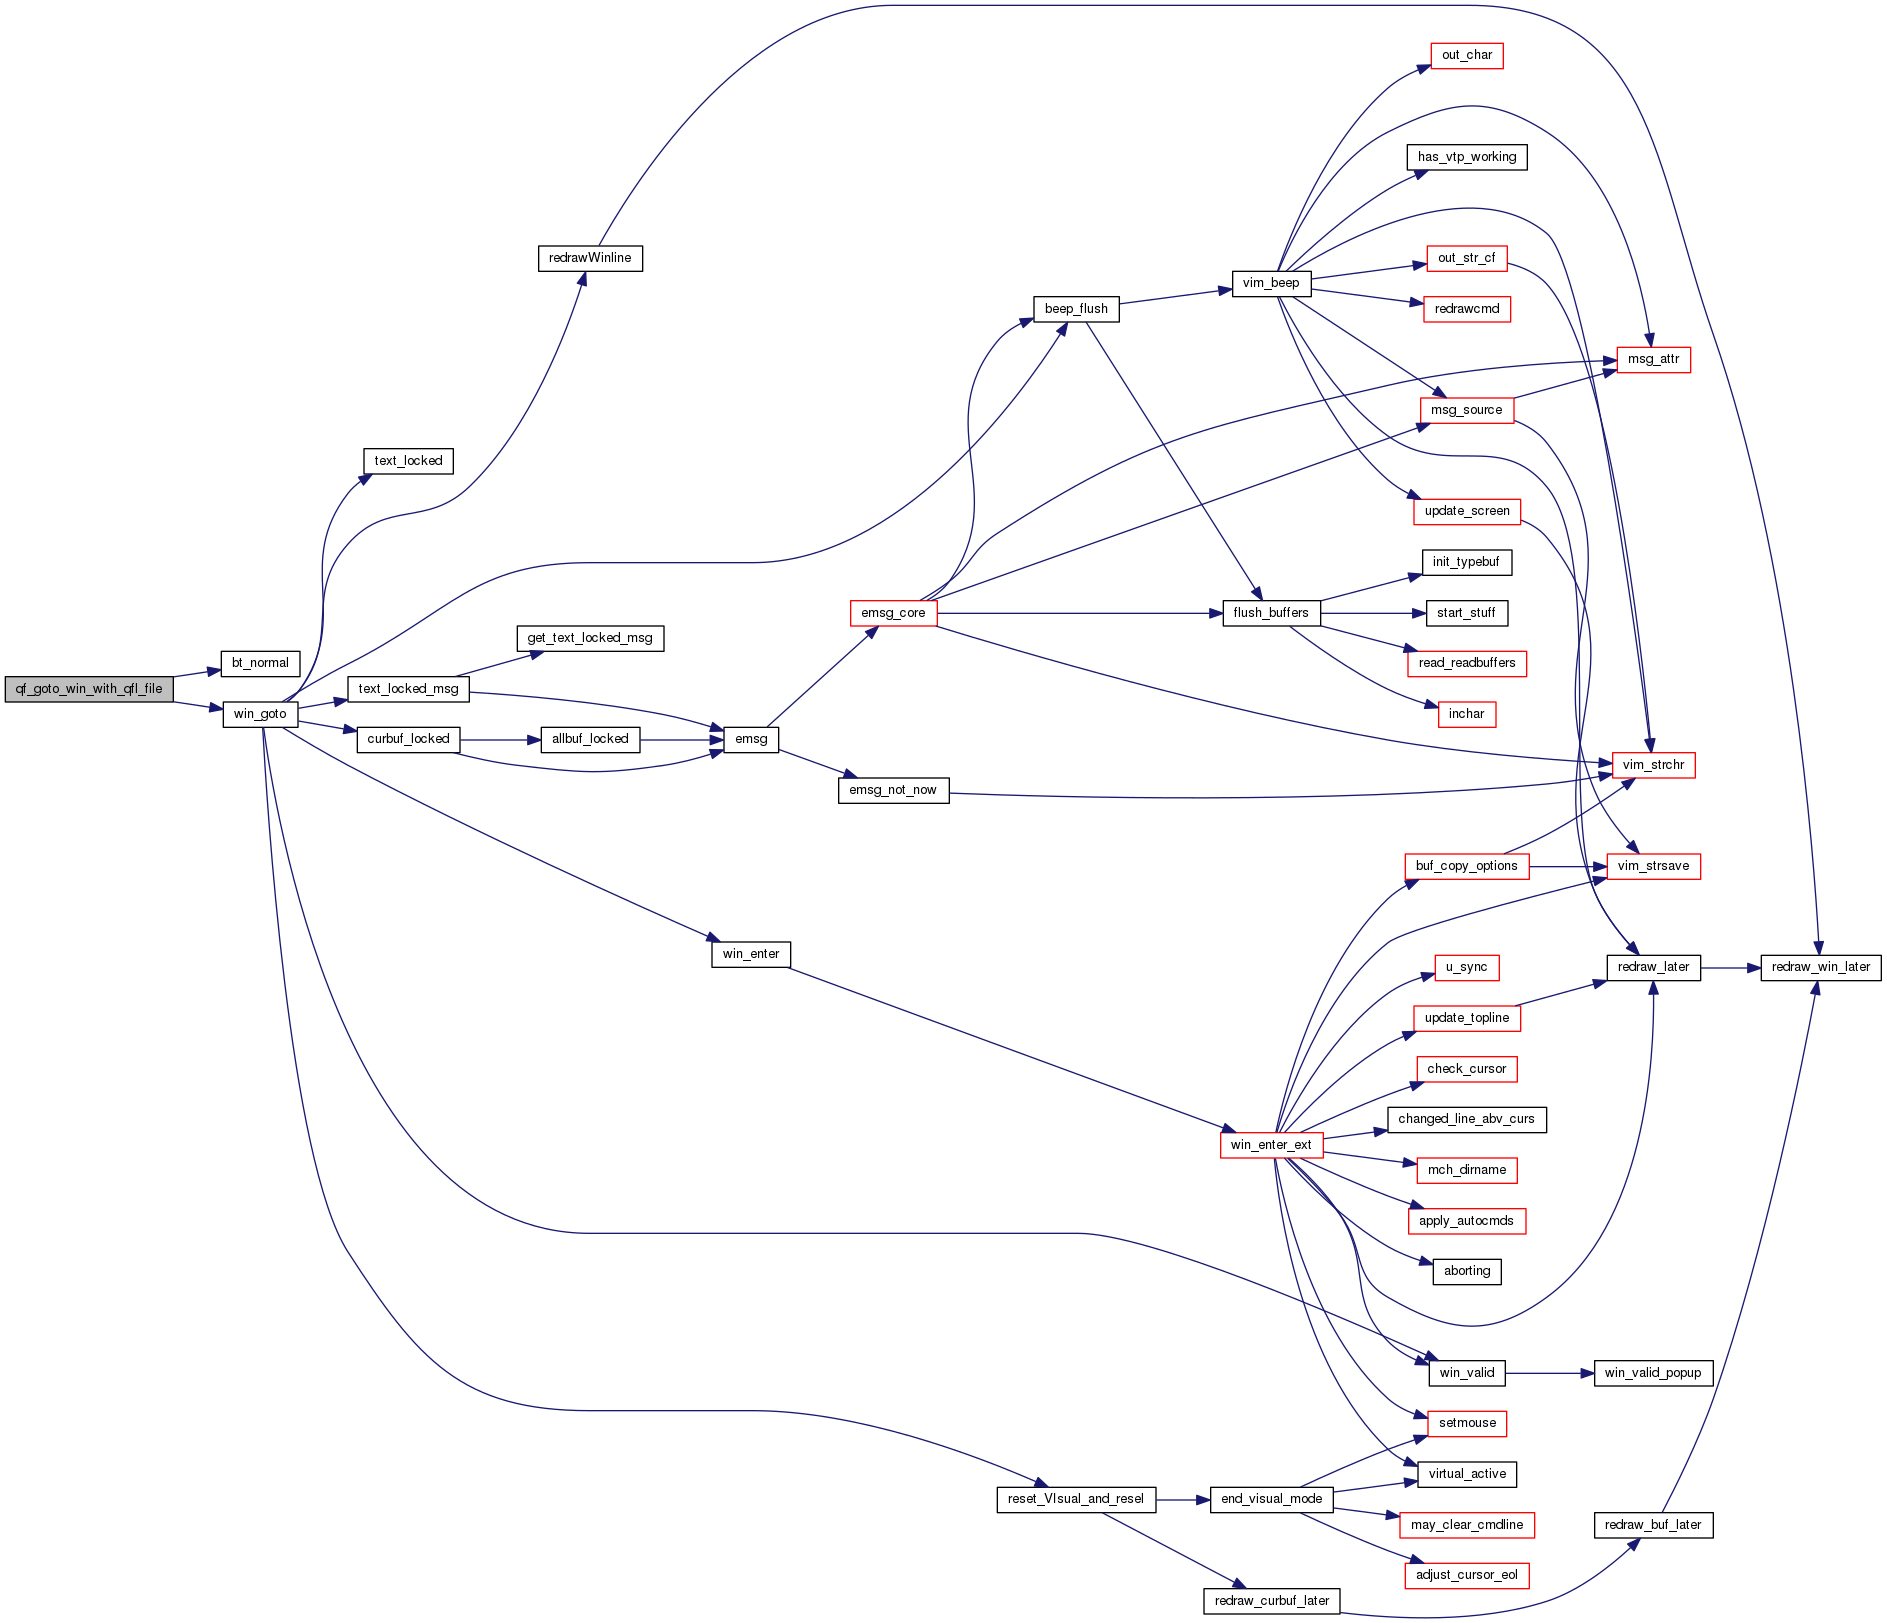 out_char
has_vtp_working
redrawWinline
out_str_cf
vim_beep
beep_flush
redrawcmd
msg_attr
msg_source
text_locked
update_screen
init_typebuf
emsg_core
flush_buffers
start_stuff
get_text_locked_msg
bt_normal
read_readbuffers
qf_goto_win_with_qfl_file
text_locked_msg
win_goto
inchar
curbuf_locked
allbuf_locked
emsg
vim_strchr
emsg_not_now
buf_copy_options
vim_strsave
win_enter
u_sync
redraw_later
redraw_win_later
update_topline
check_cursor
changed_line_abv_curs
win_enter_ext
mch_dirname
apply_autocmds
aborting
win_valid
win_valid_popup
setmouse
virtual_active
reset_VIsual_and_resel
end_visual_mode
may_clear_cmdline
redraw_buf_later
adjust_cursor_eol
redraw_curbuf_later